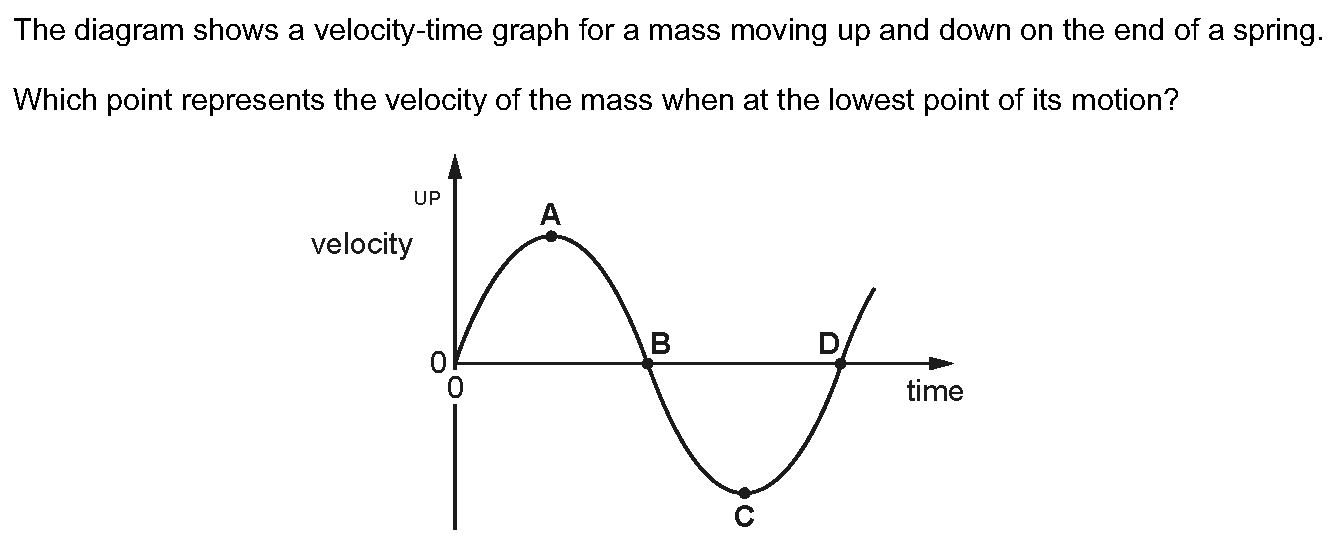 The diagram shows a velocity-time graph for a mass moving up and down on the end of a spring.
Which point represents the velocity of the mass when at the lowest point of its motion?
UP
A
velocity
B
D
0
0
time
C